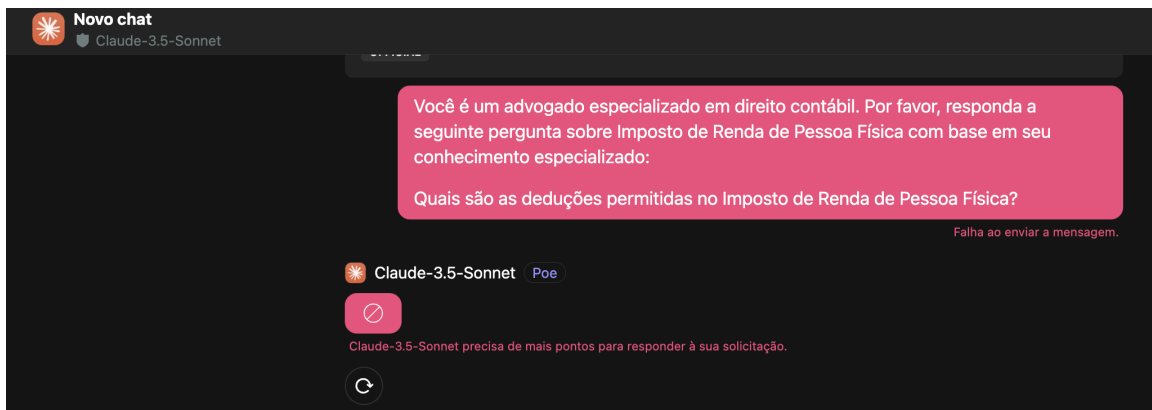 Novo chat
Claude-3.5-Sonnet
Você é um advogado especializado em direito contábil. Por favor, responda a
seguinte pergunta sobre Imposto de Renda de Pessoa Física com base em seu
conhecimento especializado:
Quais são as deduções permitidas no Imposto de Renda de Pessoa Física?
Falha ao enviar a mensagem.
Claude-3.5-Sonnet Poe
Claude-3.5-Sonnet precisa de mais pontos para responder à sua solicitação.